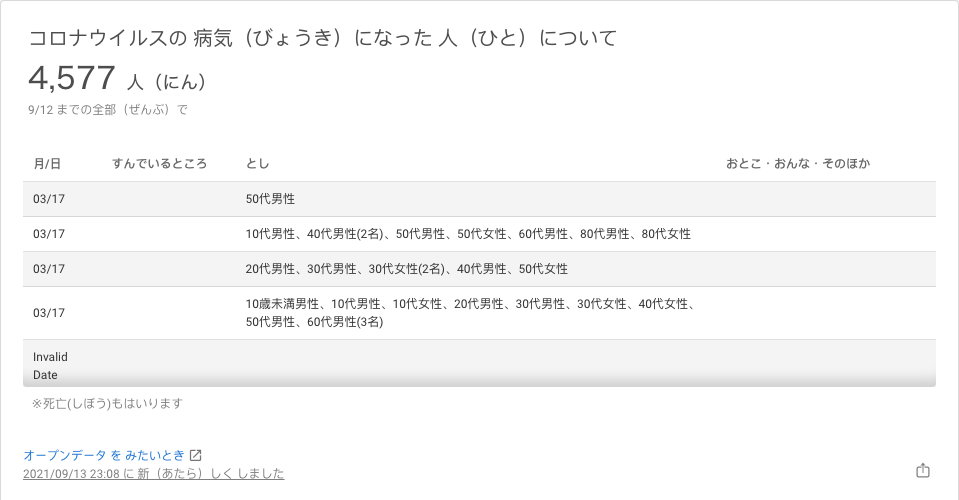 コロナウイルスの 病気（びょうき）になった 人（ひと）について
4,577 人（にん）
9/12 までの全部（ぜんぶ）で
月/日 すんでいるところ とし おとこ・おんな・そのほか
03/17 50代男性
03/17 10代男性、40代男性(2名)、50代男性、50代女性、60代男性、80代男性、80代女性
03/17 20代男性、30代男性、30代女性(2名)、40代男性、50代女性
03/17 10歳未満男性、10代男性、10代女性、20代男性、30代男性、30代女性、40代女性、
50代男性、60代男性(3名)
Invalid
Date
※死亡(しぼう)もはいります
オープンデータ を みたいとき
2021/09/13 23:08 に 新（あたら）しく しました